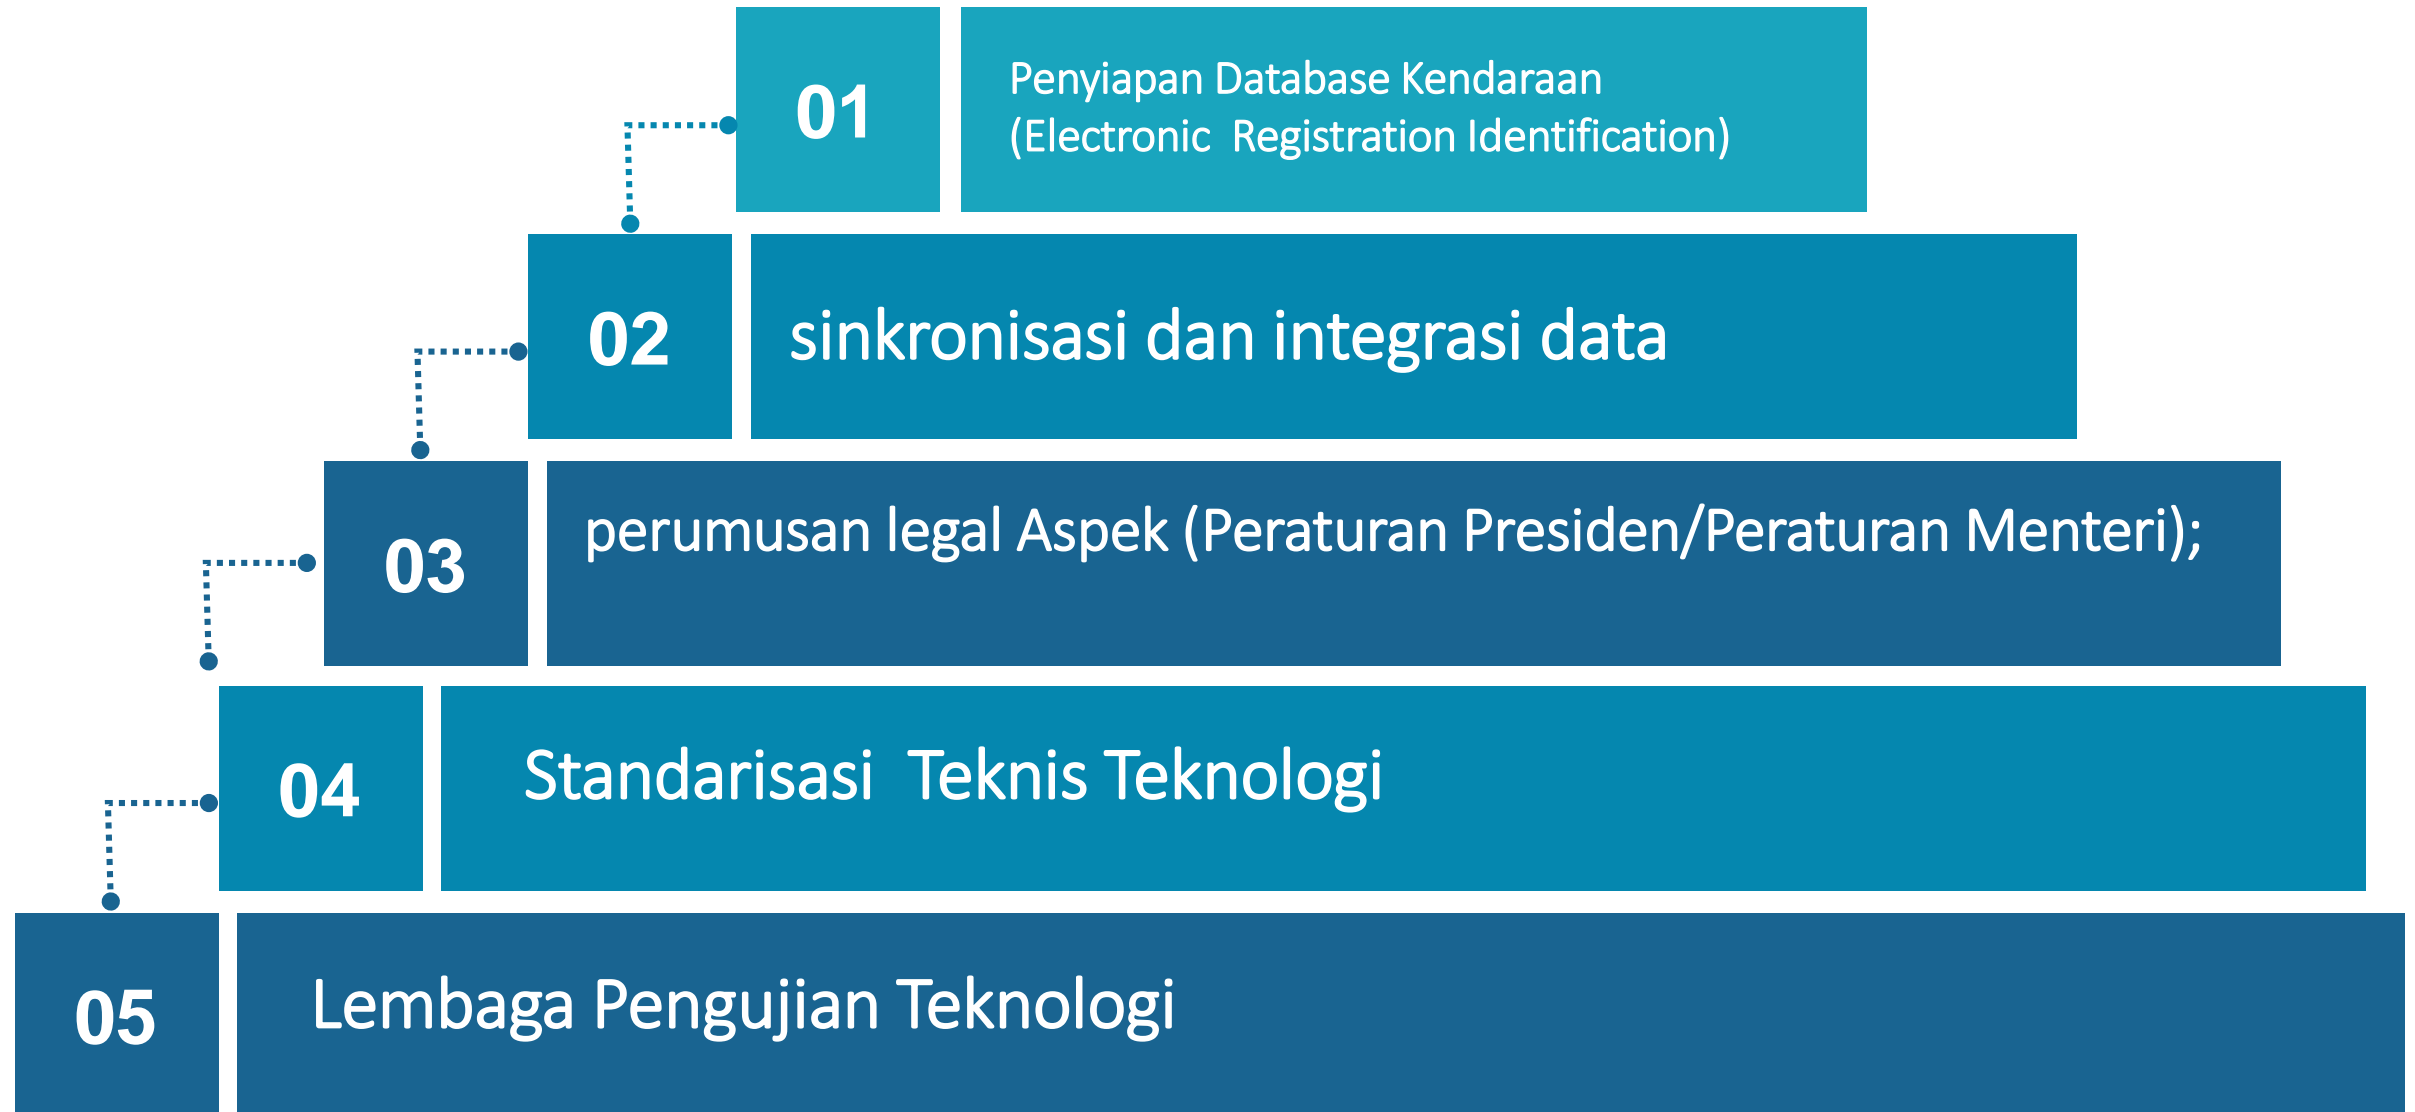 01
Penyiapan Database Kendaraan
(Electronic  Registration Identification)
02
sinkronisasi dan integrasi data
03
perumusan legal Aspek (Peraturan Presiden/Peraturan Menteri);
04
Standarisasi  Teknis Teknologi
05
Lembaga Pengujian Teknologi